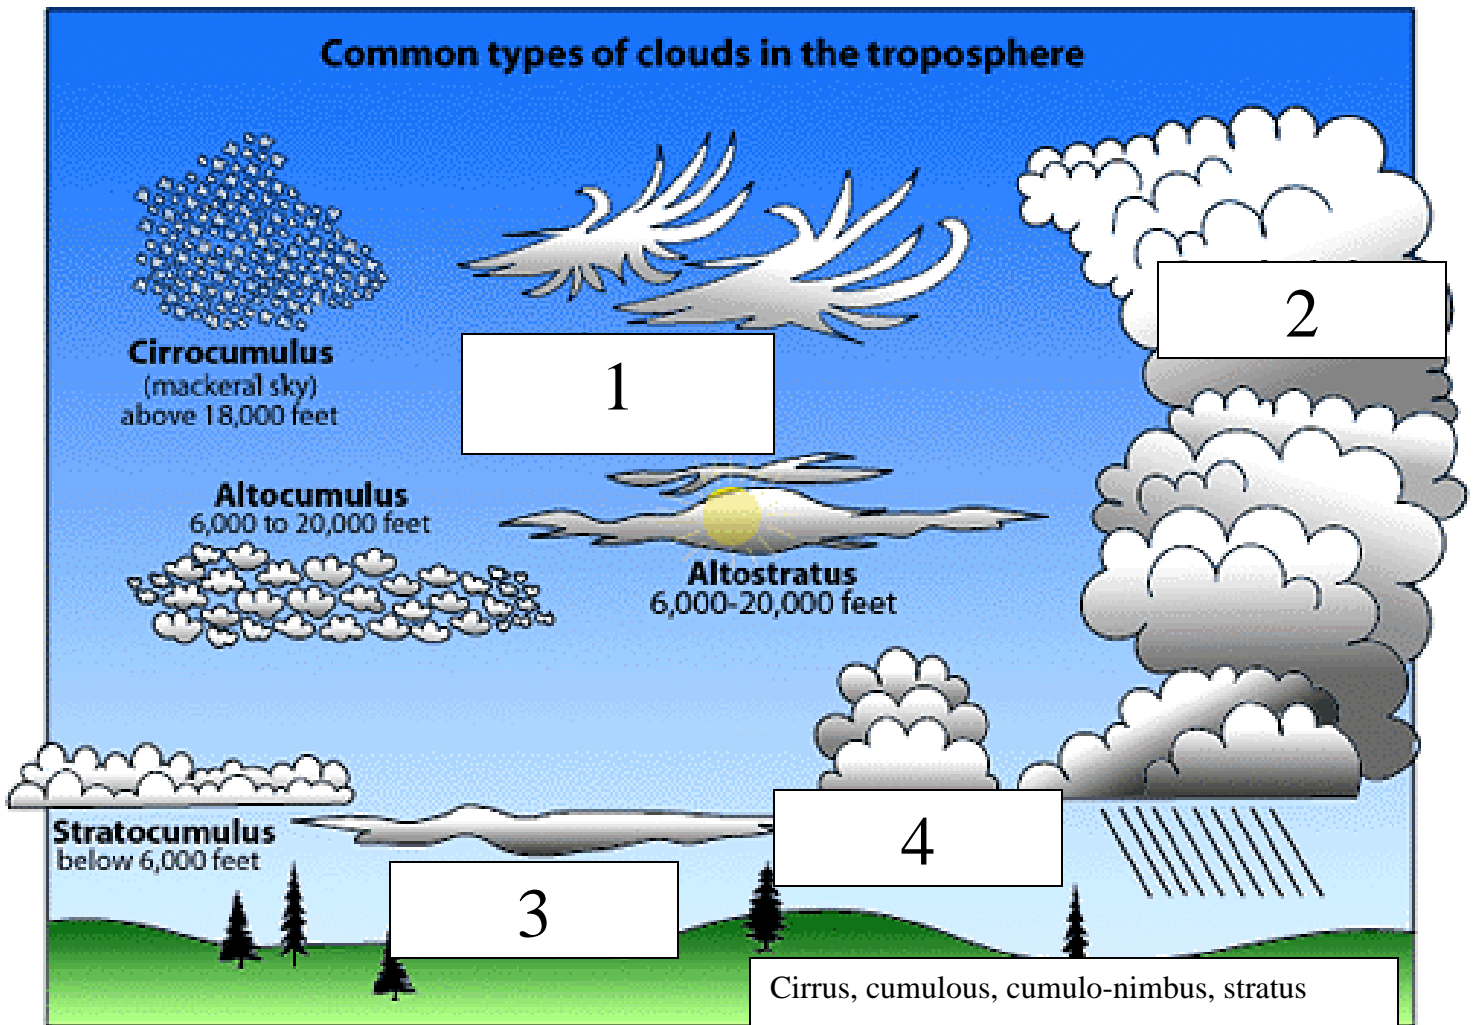 Common types of clouds in the troposphere
2
Cirrocumulus
(mackeral sky)
above 18,000 feet
1
Altocumulus
6,000 to 20,000 feet
Altostratus
6,000-20,000 feet
Stratocumulus
below 6,000 feet
4
3
Cirrus, cumulous, cumulo-nimbus, stratus